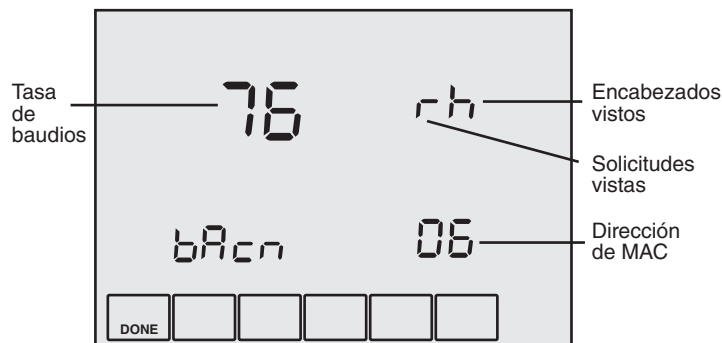 Tasa
de
baudios
76
rh
Encabezados
vistos
Solicitudes
vistas
bAcn
06
Dirección
de MAC
DONE